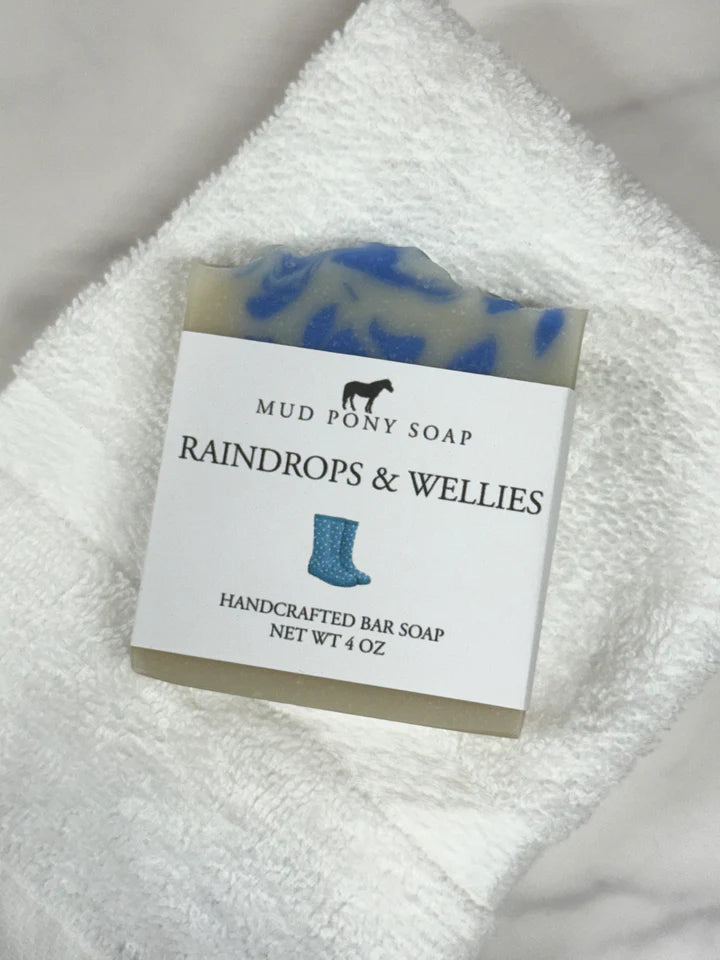 MUD PONY SOAP
RAINDROPS & WELLIES
HANDCRAFTED BAR SOAP
NET WT 4 OZ